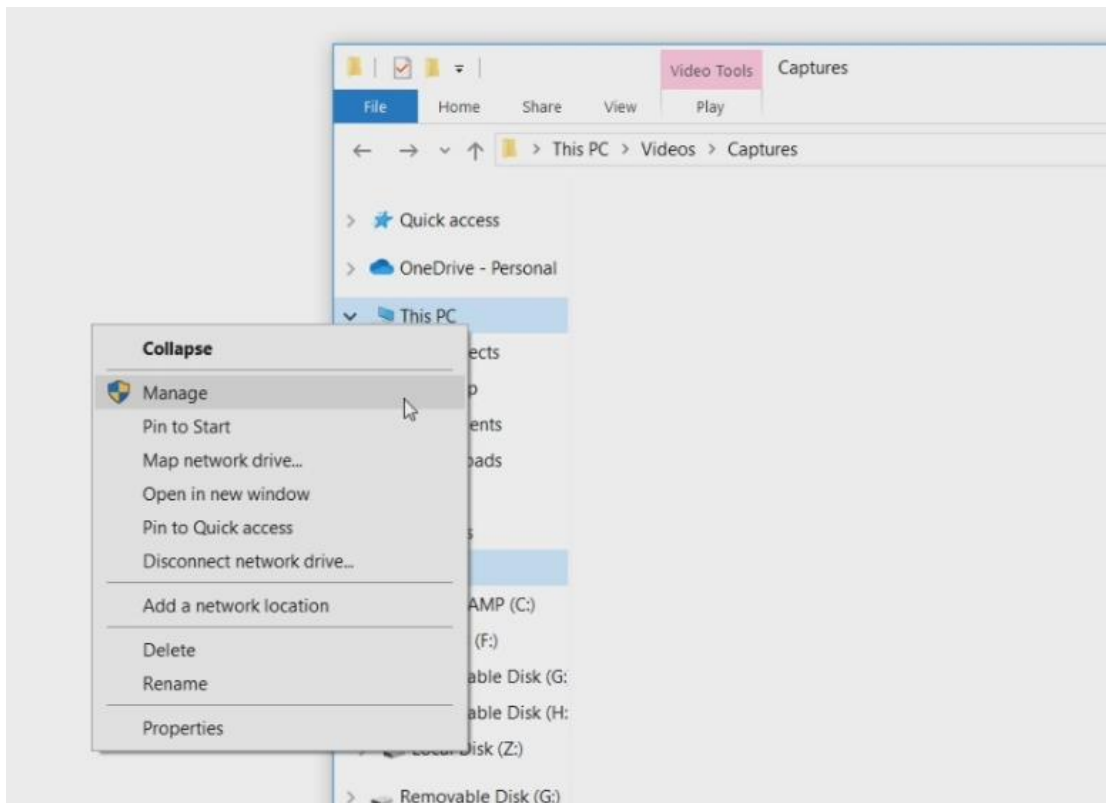 Video Tools
Captures
File
Home
Share
View
Play
This PC
Videos
Captures
Quick access
OneDrive - Personal
This PC
Collapse
Manage
Pin to Start
Map network drive...
Open in new window
Pin to Quick access
Disconnect network drive...
Add a network location
Delete
Rename
Properties
ects
p
ents
oads
s
AMP (C:)
(F:)
able Disk (G:
able Disk (H:
Local Disk (Z:)
Removable Disk (G:)